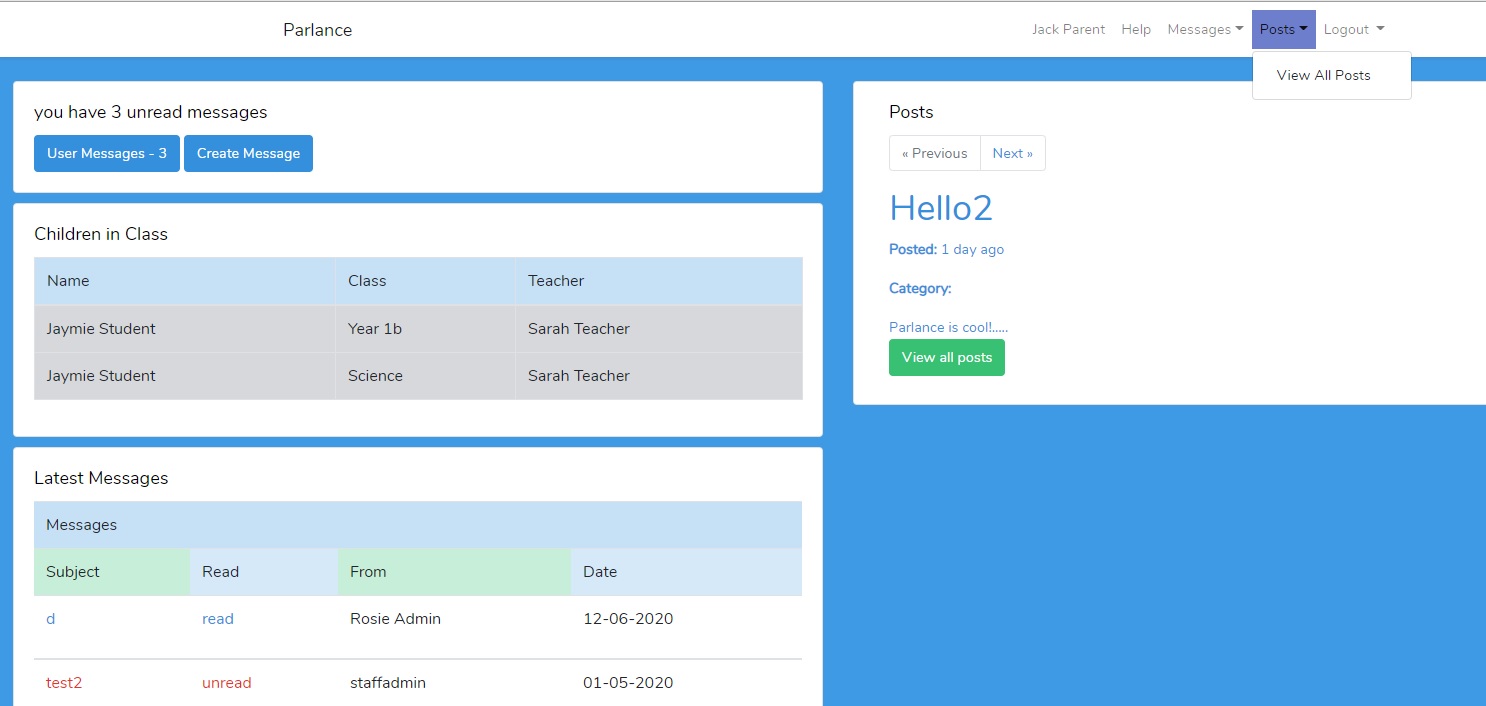 Parlance
Jack Parent Help Messages Posts Logout
View All Posts
you have 3 unread messages
User Messages - 3 Create Message
Children in Class
Name Class Teacher
Jaymie Student Year 1b Sarah Teacher
Jaymie Student Science Sarah Teacher
Latest Messages
Messages
Subject Read From Date
d read Rosie Admin 12-06-2020
test2 unread staffadmin 01-05-2020
Posts
« Previous Next »
Hello2
Posted: 1 day ago
Category:
Parlance is cool!.....
View all posts